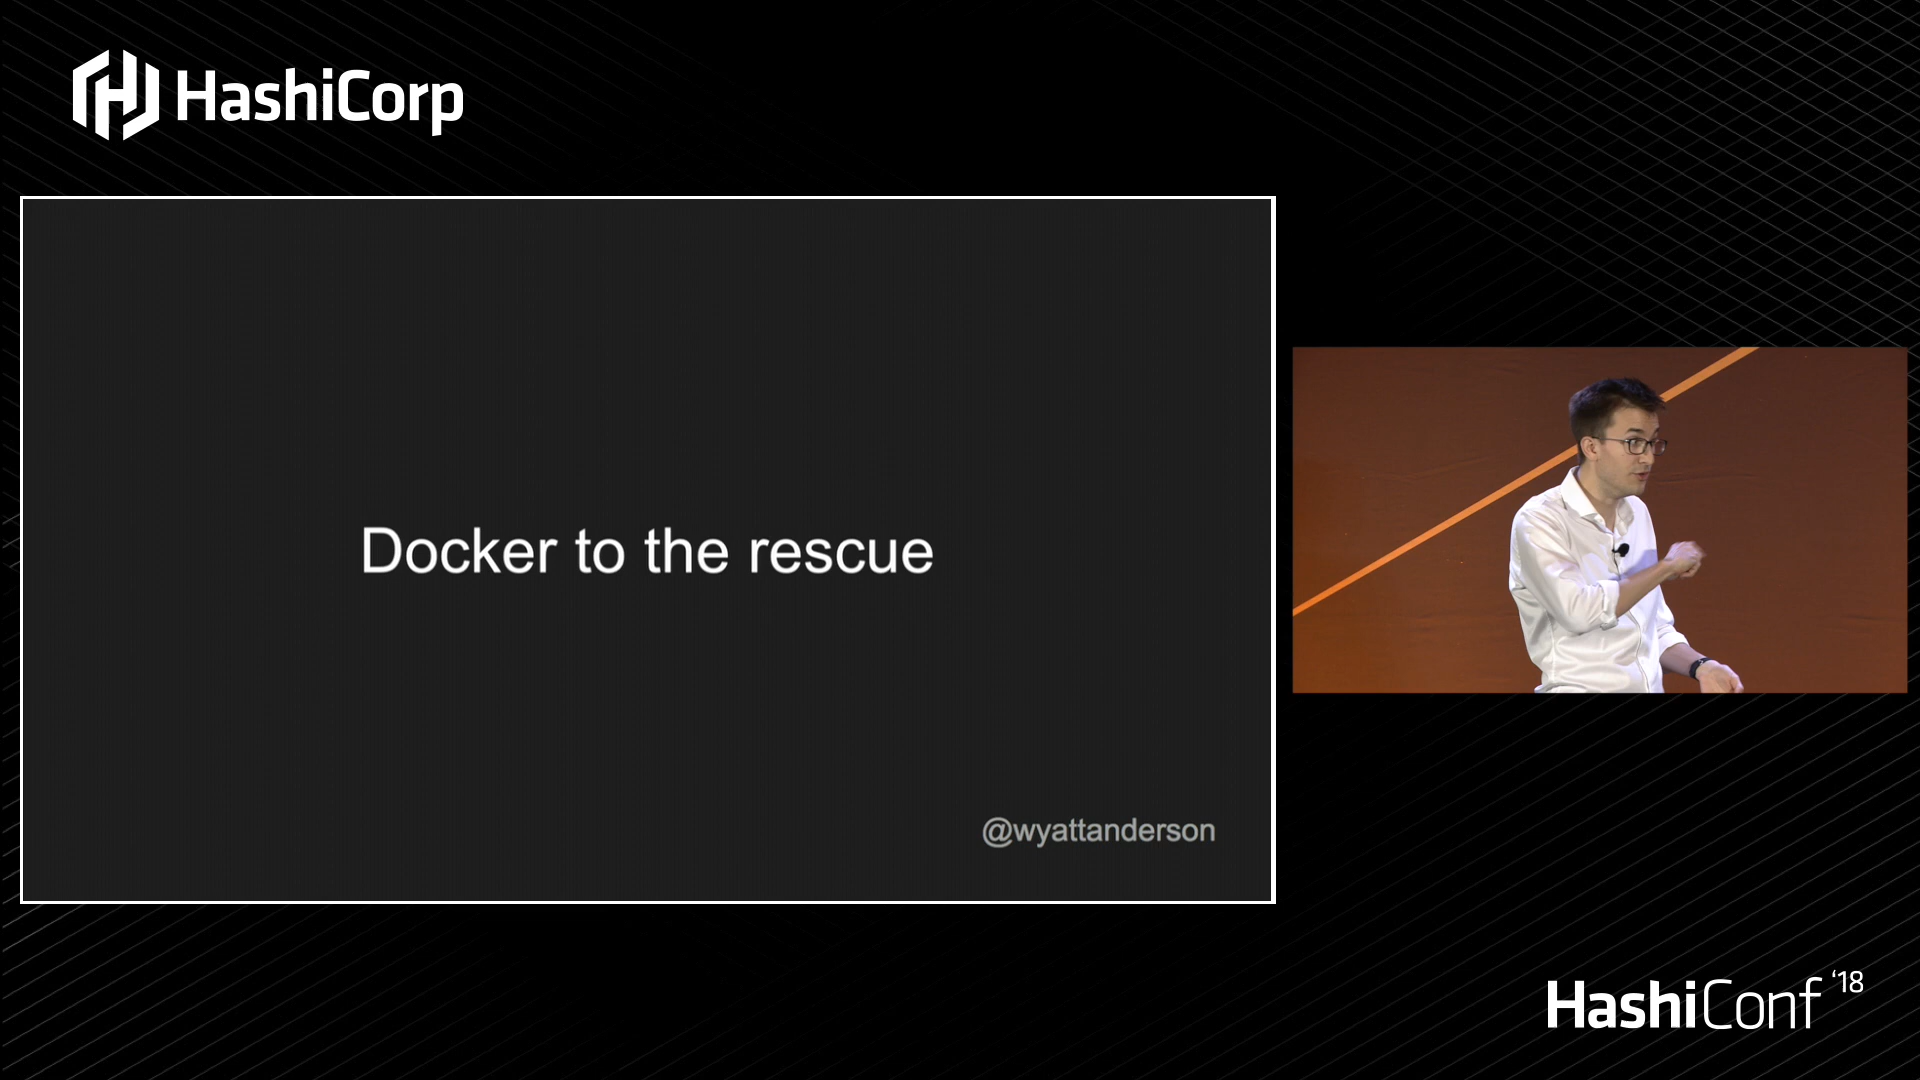 HashiCorp
Docker to the rescue
@wyattanderson
HashiConf '18